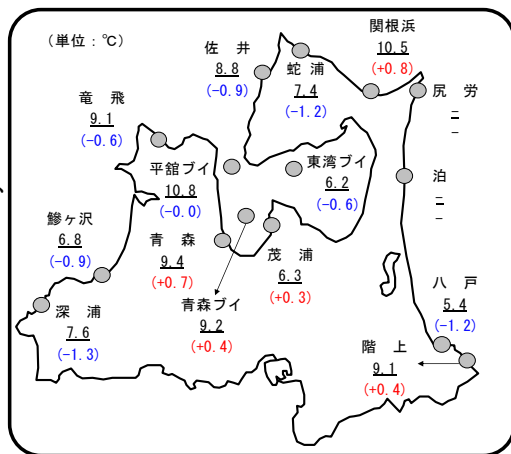 (単位：℃)
関根浜
10.5
(+0.8)
佐 井
8.8
(−0.9)
蛇 浦
7.4
(−1.2)
尻 労
−
−
竜 飛
9.1
(−0.6)
平舘ブイ
10.8
(−0.0)
東湾ブイ
6.2
(−0.6)
泊
−
−
鰺ヶ沢
6.8
(−0.9)
青 森
9.4
(+0.7)
茂 浦
6.3
(+0.3)
青森ブイ
9.2
(+0.4)
八 戸
5.4
(−1.2)
深 浦
7.6
(−1.3)
階 上
9.1
(+0.4)